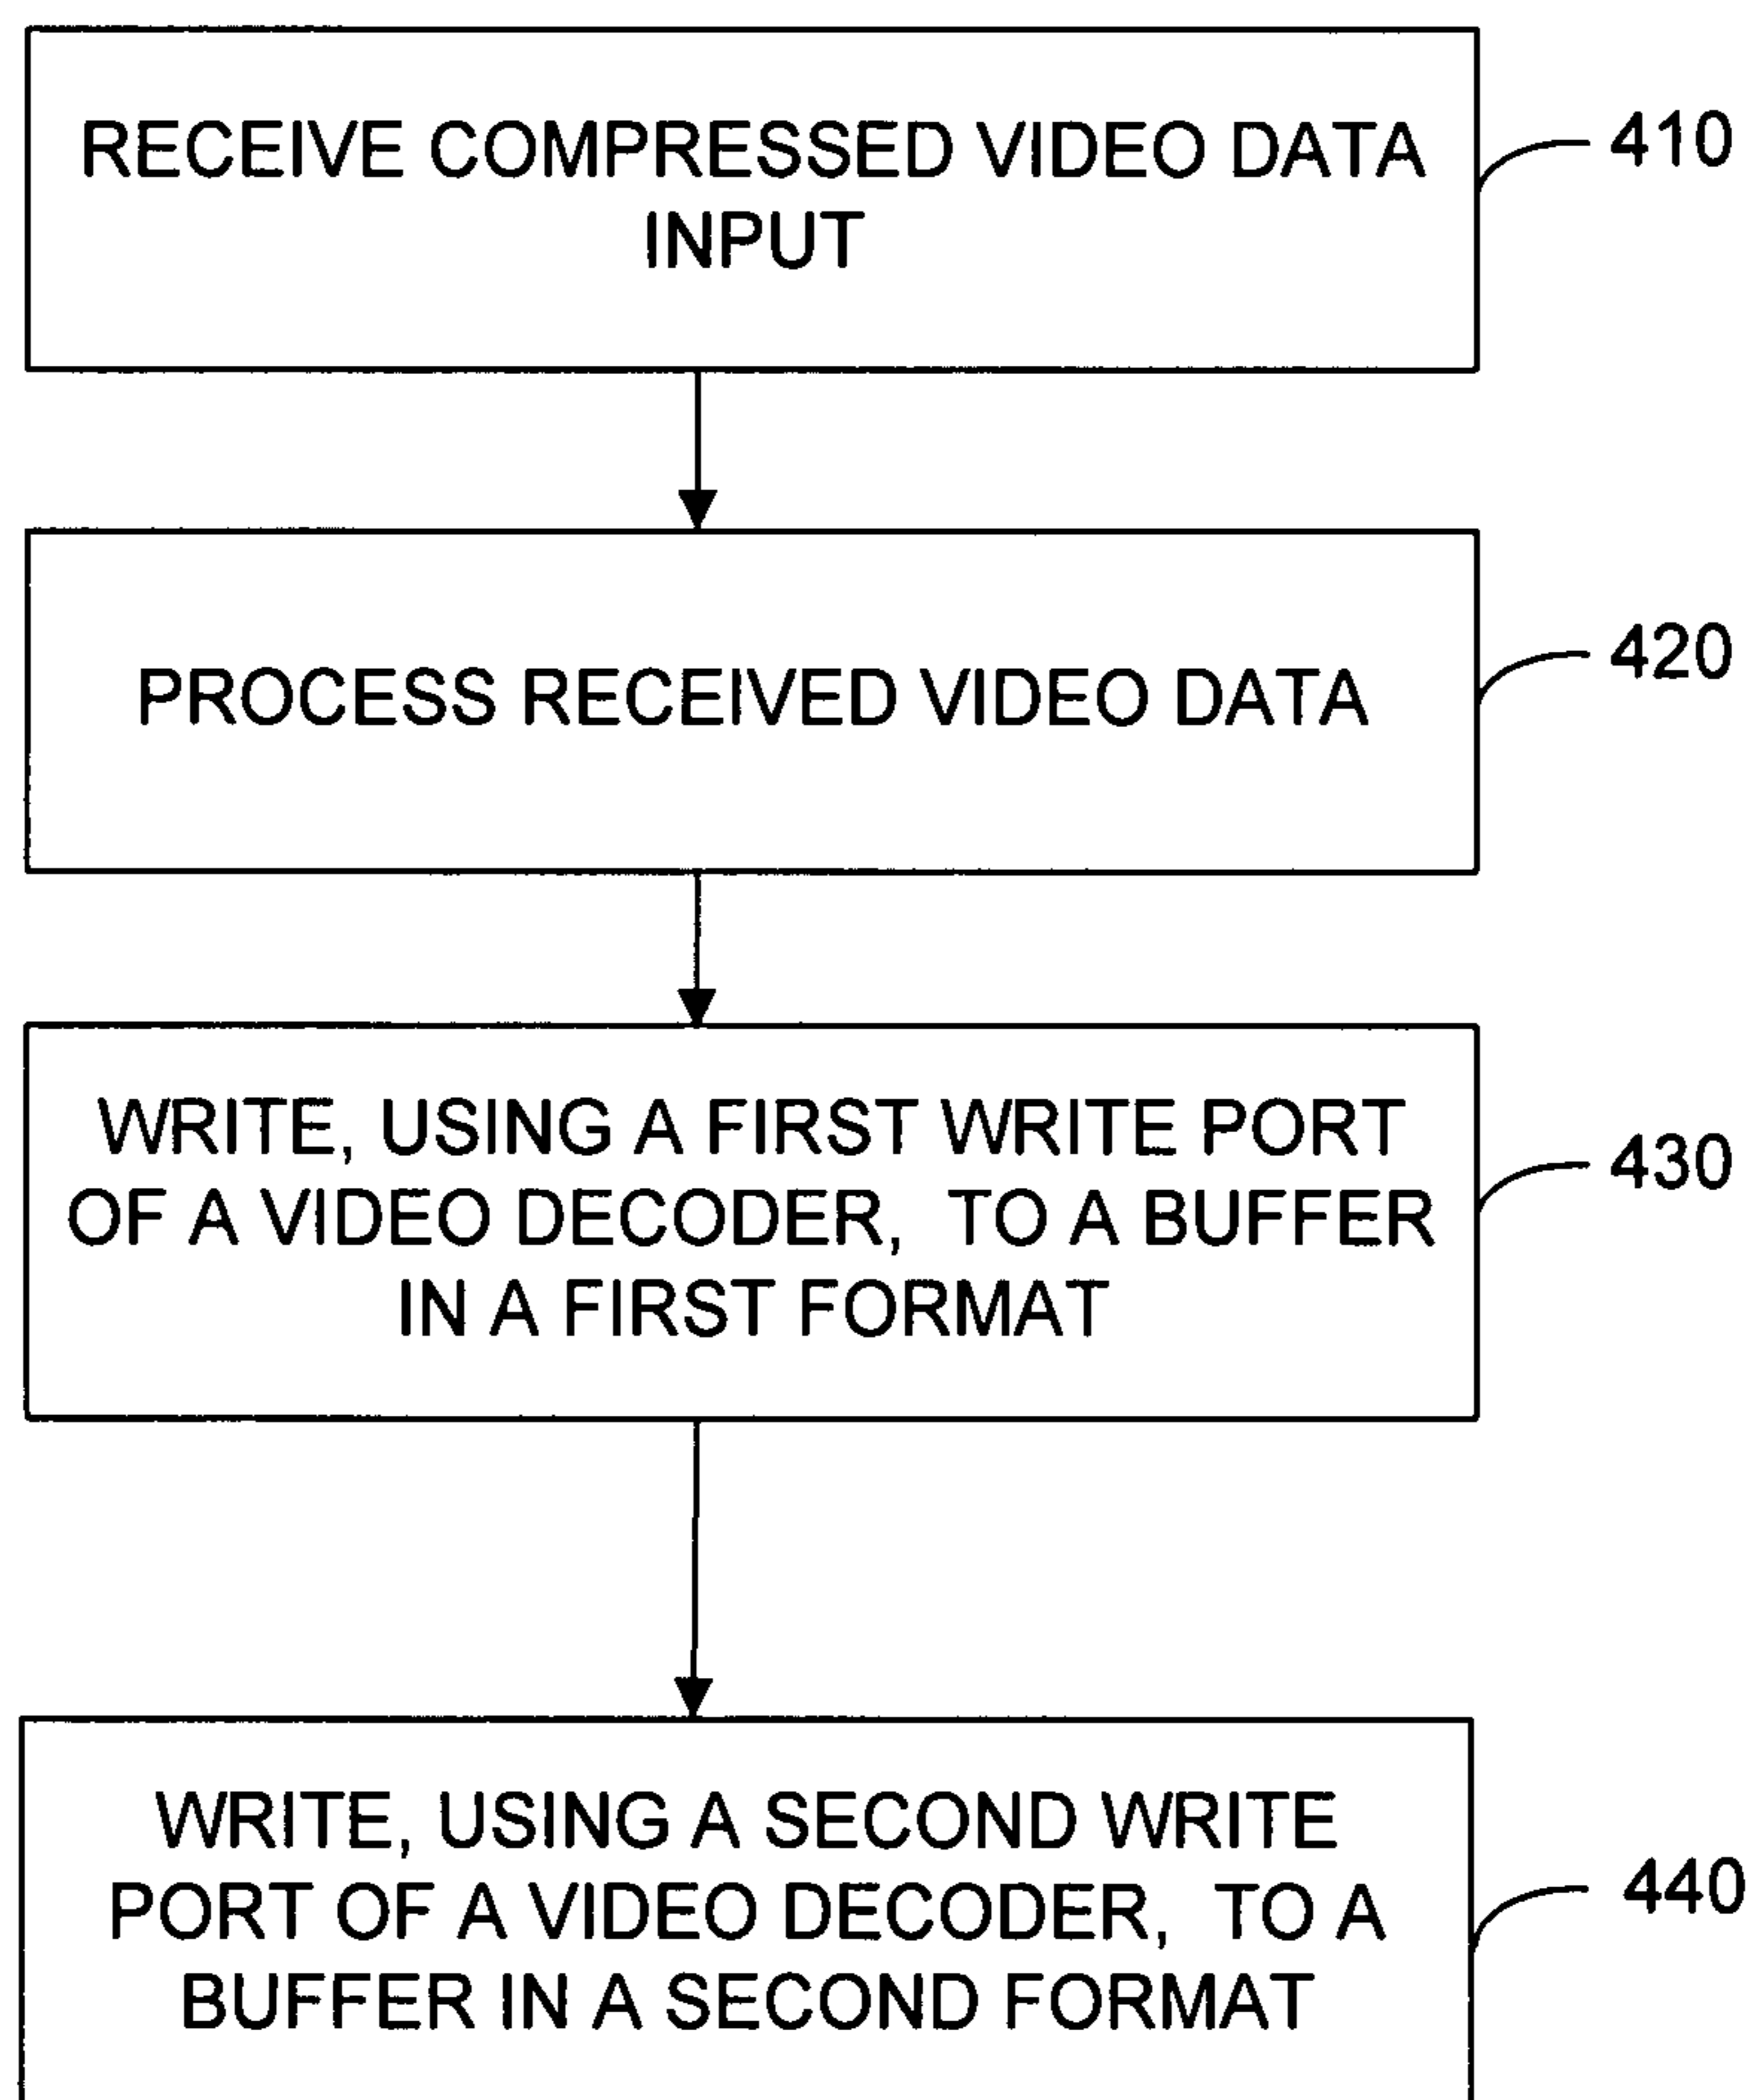 RECEIVE COMPRESSED VIDEO DATA
INPUT
410
PROCESS RECEIVED VIDEO DATA
420
WRITE, USING A FIRST WRITE PORT
OF A VIDEO DECODER, TO A BUFFER
IN A FIRST FORMAT
430
WRITE, USING A SECOND WRITE
PORT OF A VIDEO DECODER, TO A
BUFFER IN A SECOND FORMAT
440